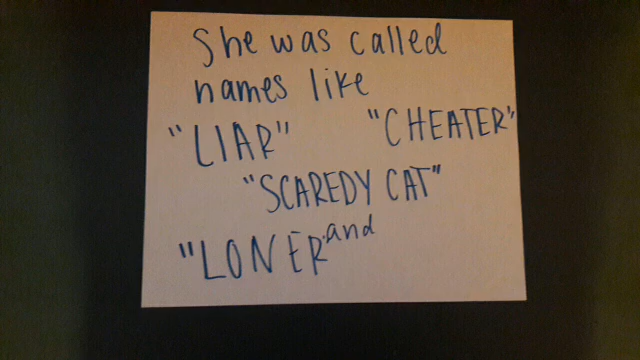 She was called
names like
"LIAR" "CHEATER"
"SCAREDY CAT"
"LONER" and